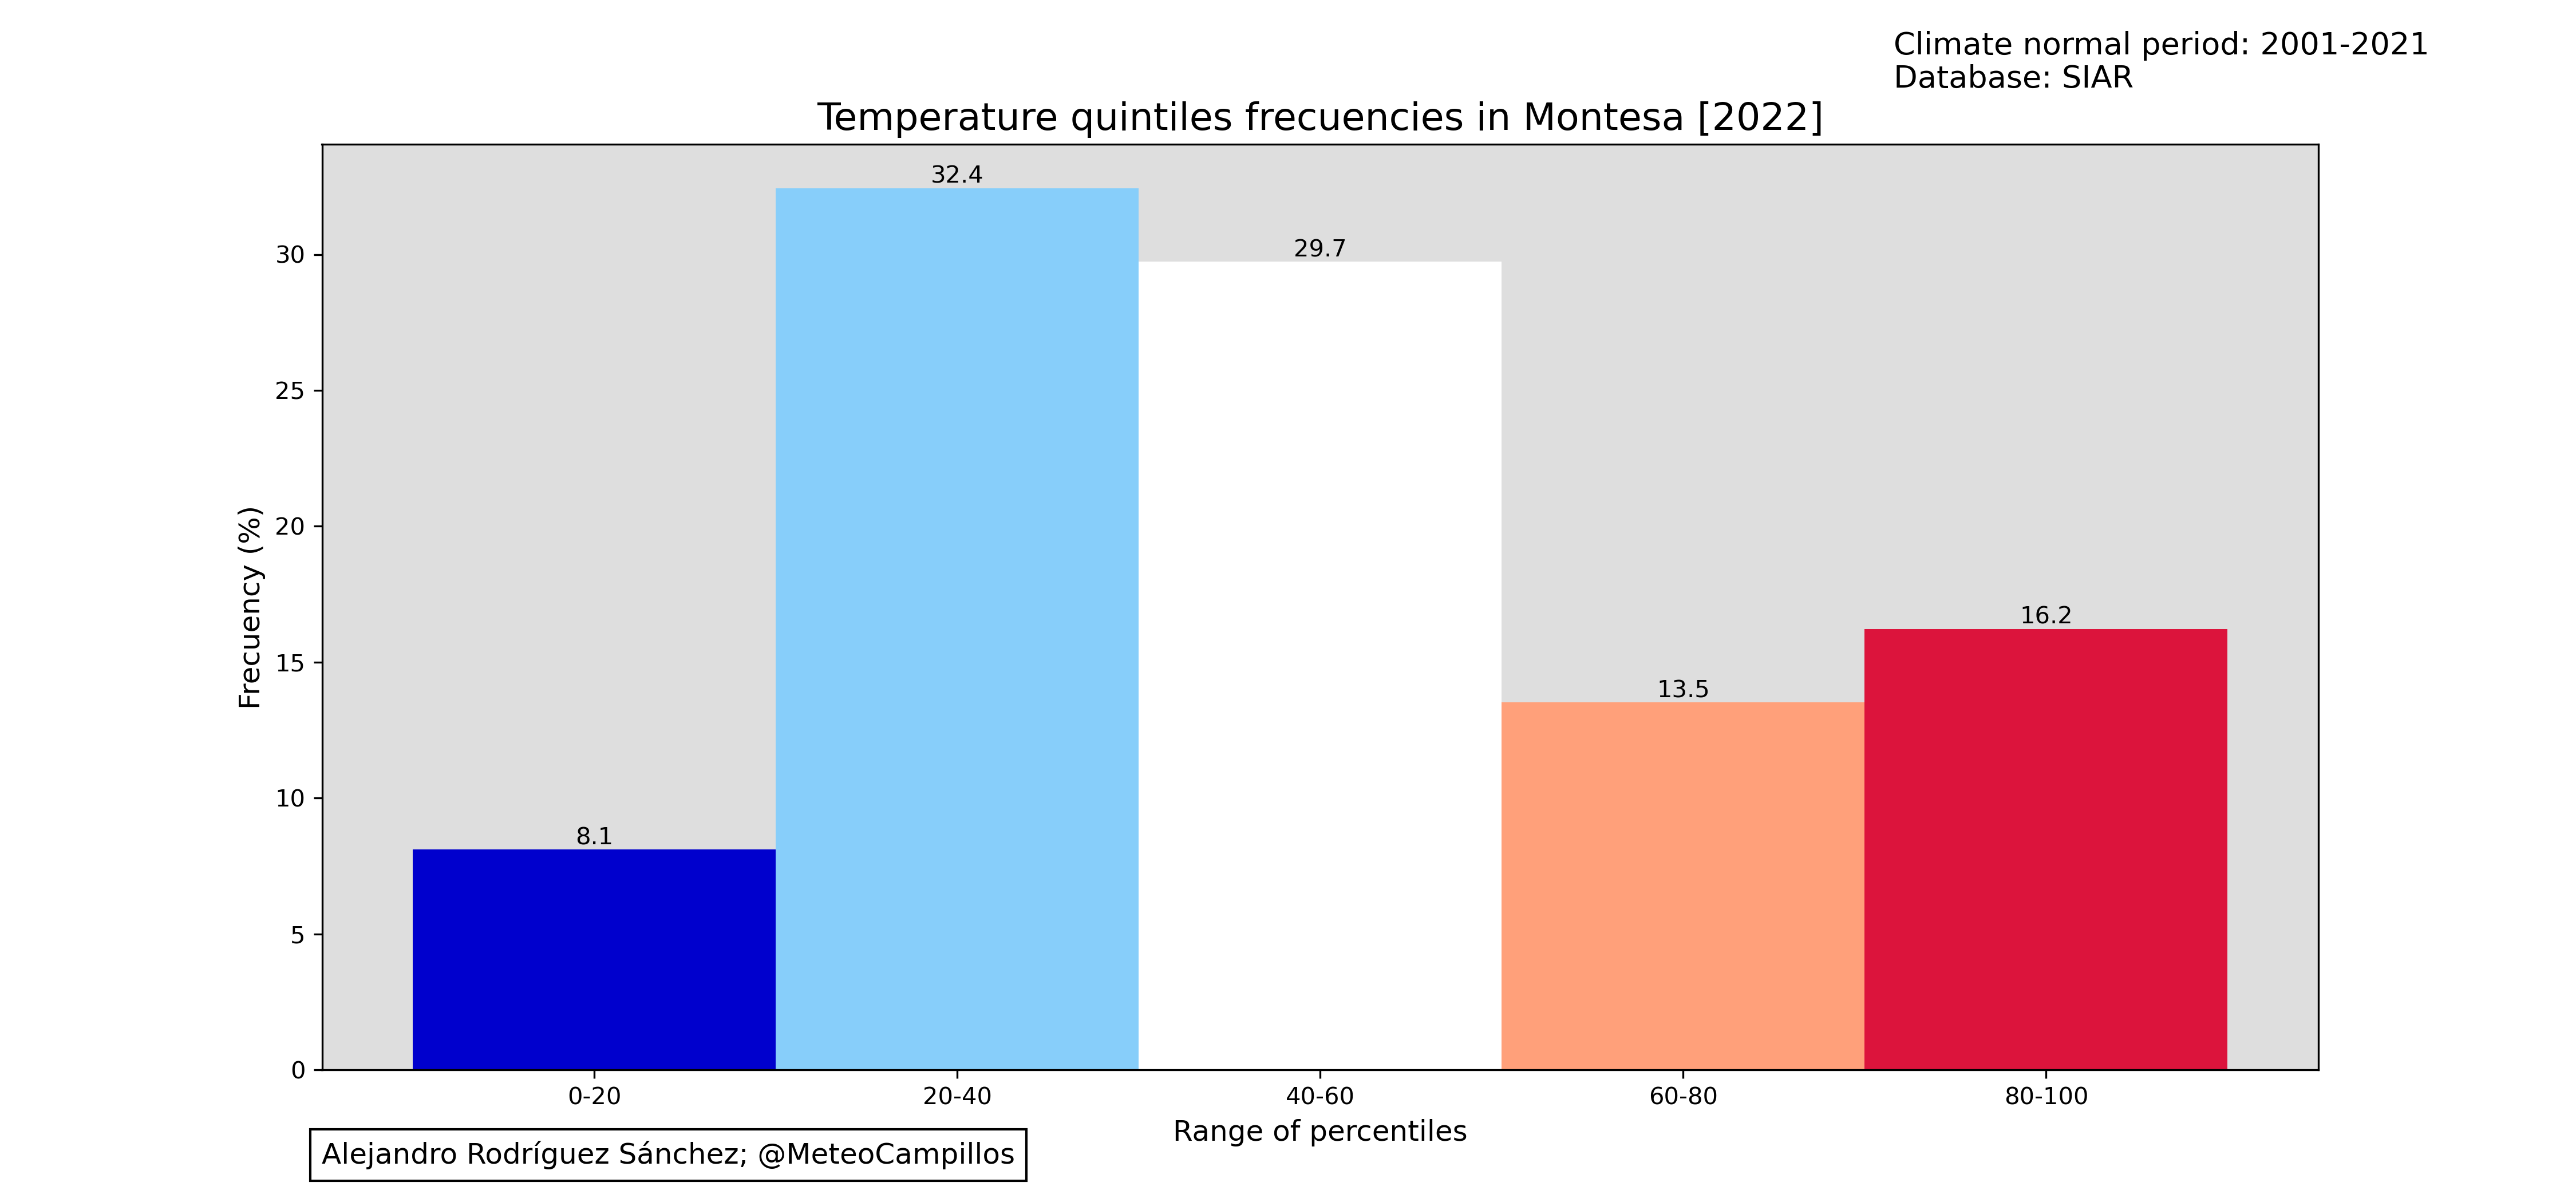 Climate normal period: 2001-2021
Database: SIAR
Temperature quintiles frecuencies in Montesa [2022]
32.4
29.7
16.2
13.5
8.1
30
25
20
15
10
5
0
Frecuency (%)
0-20
20-40
40-60
60-80
80-100
Range of percentiles
Alejandro Rodríguez Sánchez; @MeteoCampillos